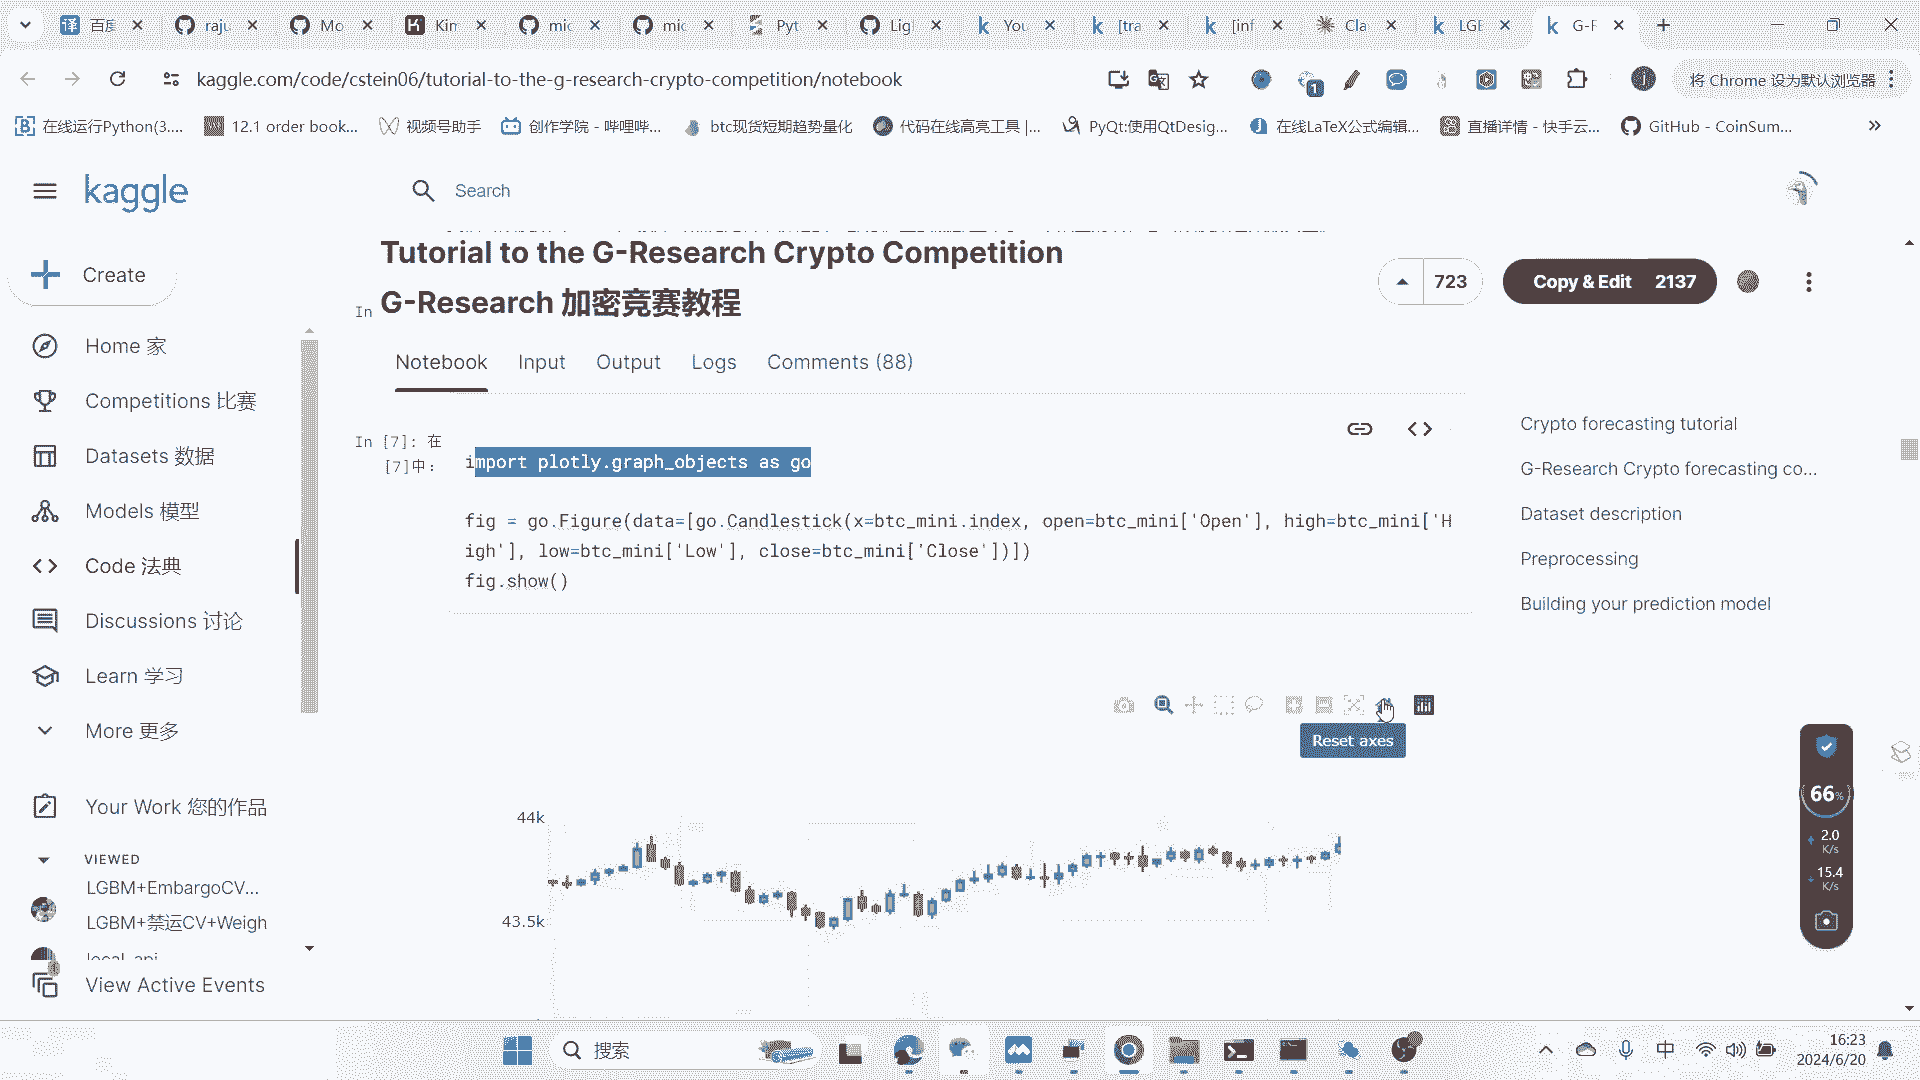 百度
raju
Mo
Kin
mic
mic
Pyt
Ligl
You
[tra
[inf
Cla
LGE
G-F
kaggle.com/code/cstein06/tutorial-to-the-g-research-crypto-competition/notebook
将 Chrome 设为默认浏览器
在线运行Python(3....
12.1 order book...
视频号助手
创作学院 - 哔哩哔...
btc现货短期趋势量化
代码在线高亮工具 |...
PyQt:使用QtDesig...
在线LaTeX公式编辑...
直播详情 - 快手云...
GitHub - CoinSum...
kaggle
Search
Create
Home 家
Competitions 比赛
Datasets 数据
Models 模型
Code 法典
Discussions 讨论
Learn 学习
More 更多
Your Work 您的作品
VIEWED
LGBM+EmbargoCV...
LGBM+禁运CV+Weigh
View Active Events
Tutorial to the G-Research Crypto Competition
G-Research 加密竞赛教程
In
723
Copy & Edit 2137
Notebook
Input
Output
Logs
Comments (88)
In [7]: 在
[7]中:
import plotly.graph_objects as go
fig = go.Figure(data=[go.Candlestick(x=btc_mini.index, open=btc_mini['Open'], high=btc_mini['H
igh'], low=btc_mini['Low'], close=btc_mini['Close'])])
fig.show()
Reset axes
44k
43.5k
Crypto forecasting tutorial
G-Research Crypto forecasting co...
Dataset description
Preprocessing
Building your prediction model
66%
2.0
K/s
15.4
K/s
搜索
中
16:23
2024/6/20